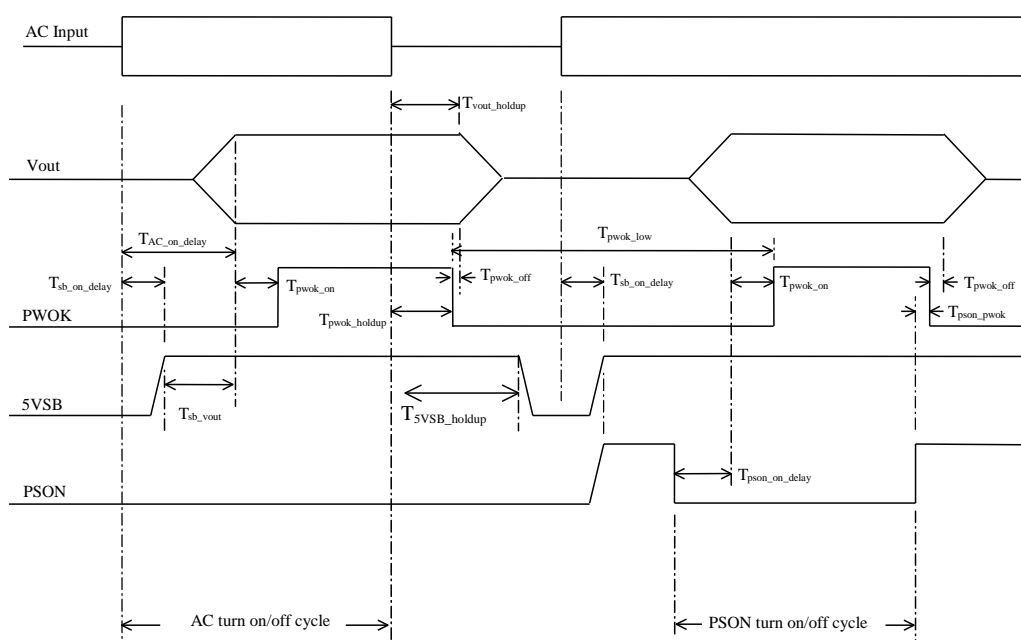 AC Input
Tvout_holdup
Vout
TAC_on_delay
Tpwok_low
Tsb_on_delay
Tpwok_on
Tpwok_off
Tsb_on_delay
Tpwok_on
Tpwok_off
PWOK
Tpwok_holdup
Tpson_pwok
5VSB
Tsb_vout
T5VSB_holdup
PSON
Tpson_on_delay
AC turn on/off cycle
PSON turn on/off cycle